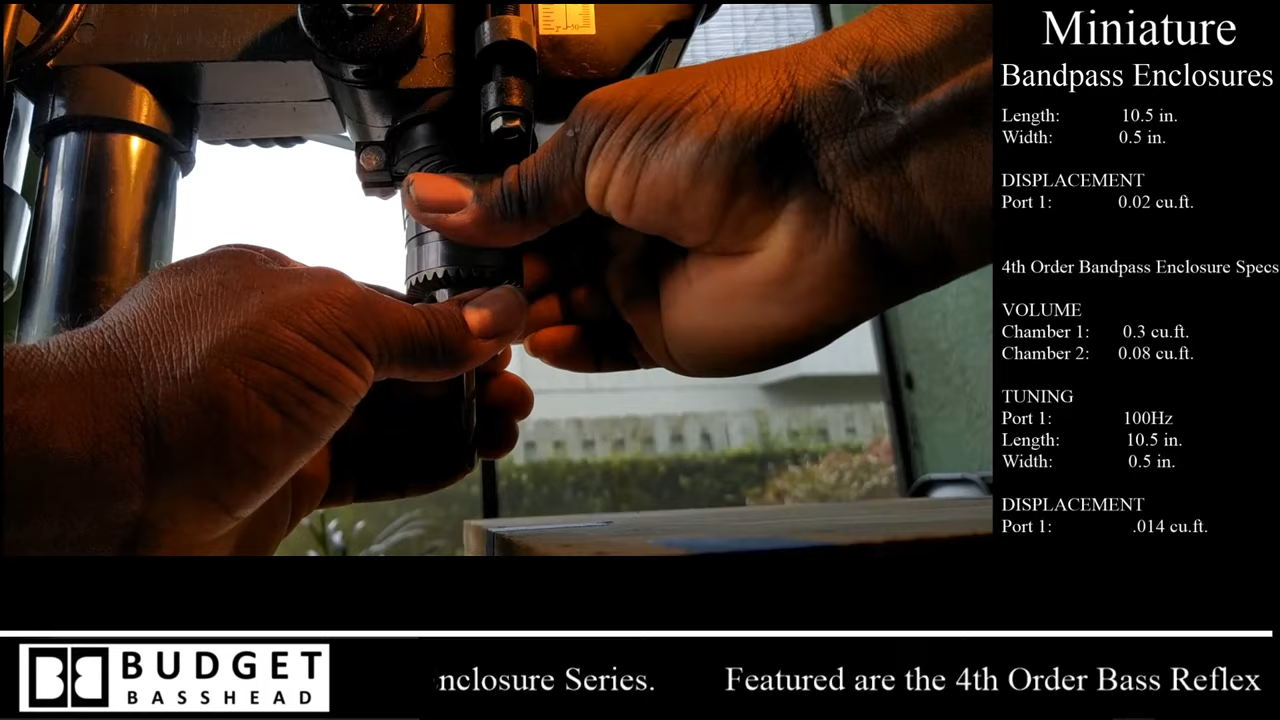 Miniature
Bandpass Enclosures
Length: 10.5 in.
Width: 0.5 in.
DISPLACEMENT
Port 1: 0.02 cu.ft.
4th Order Bandpass Enclosure Specs
VOLUME
Chamber 1: 0.3 cu.ft.
Chamber 2: 0.08 cu.ft.
TUNING
Port 1: 100Hz
Length: 10.5 in.
Width: 0.5 in.
DISPLACEMENT
Port 1: .014 cu.ft.
BUDGET
BASSHEAD
nclosure Series. Featured are the 4th Order Bass Reflex